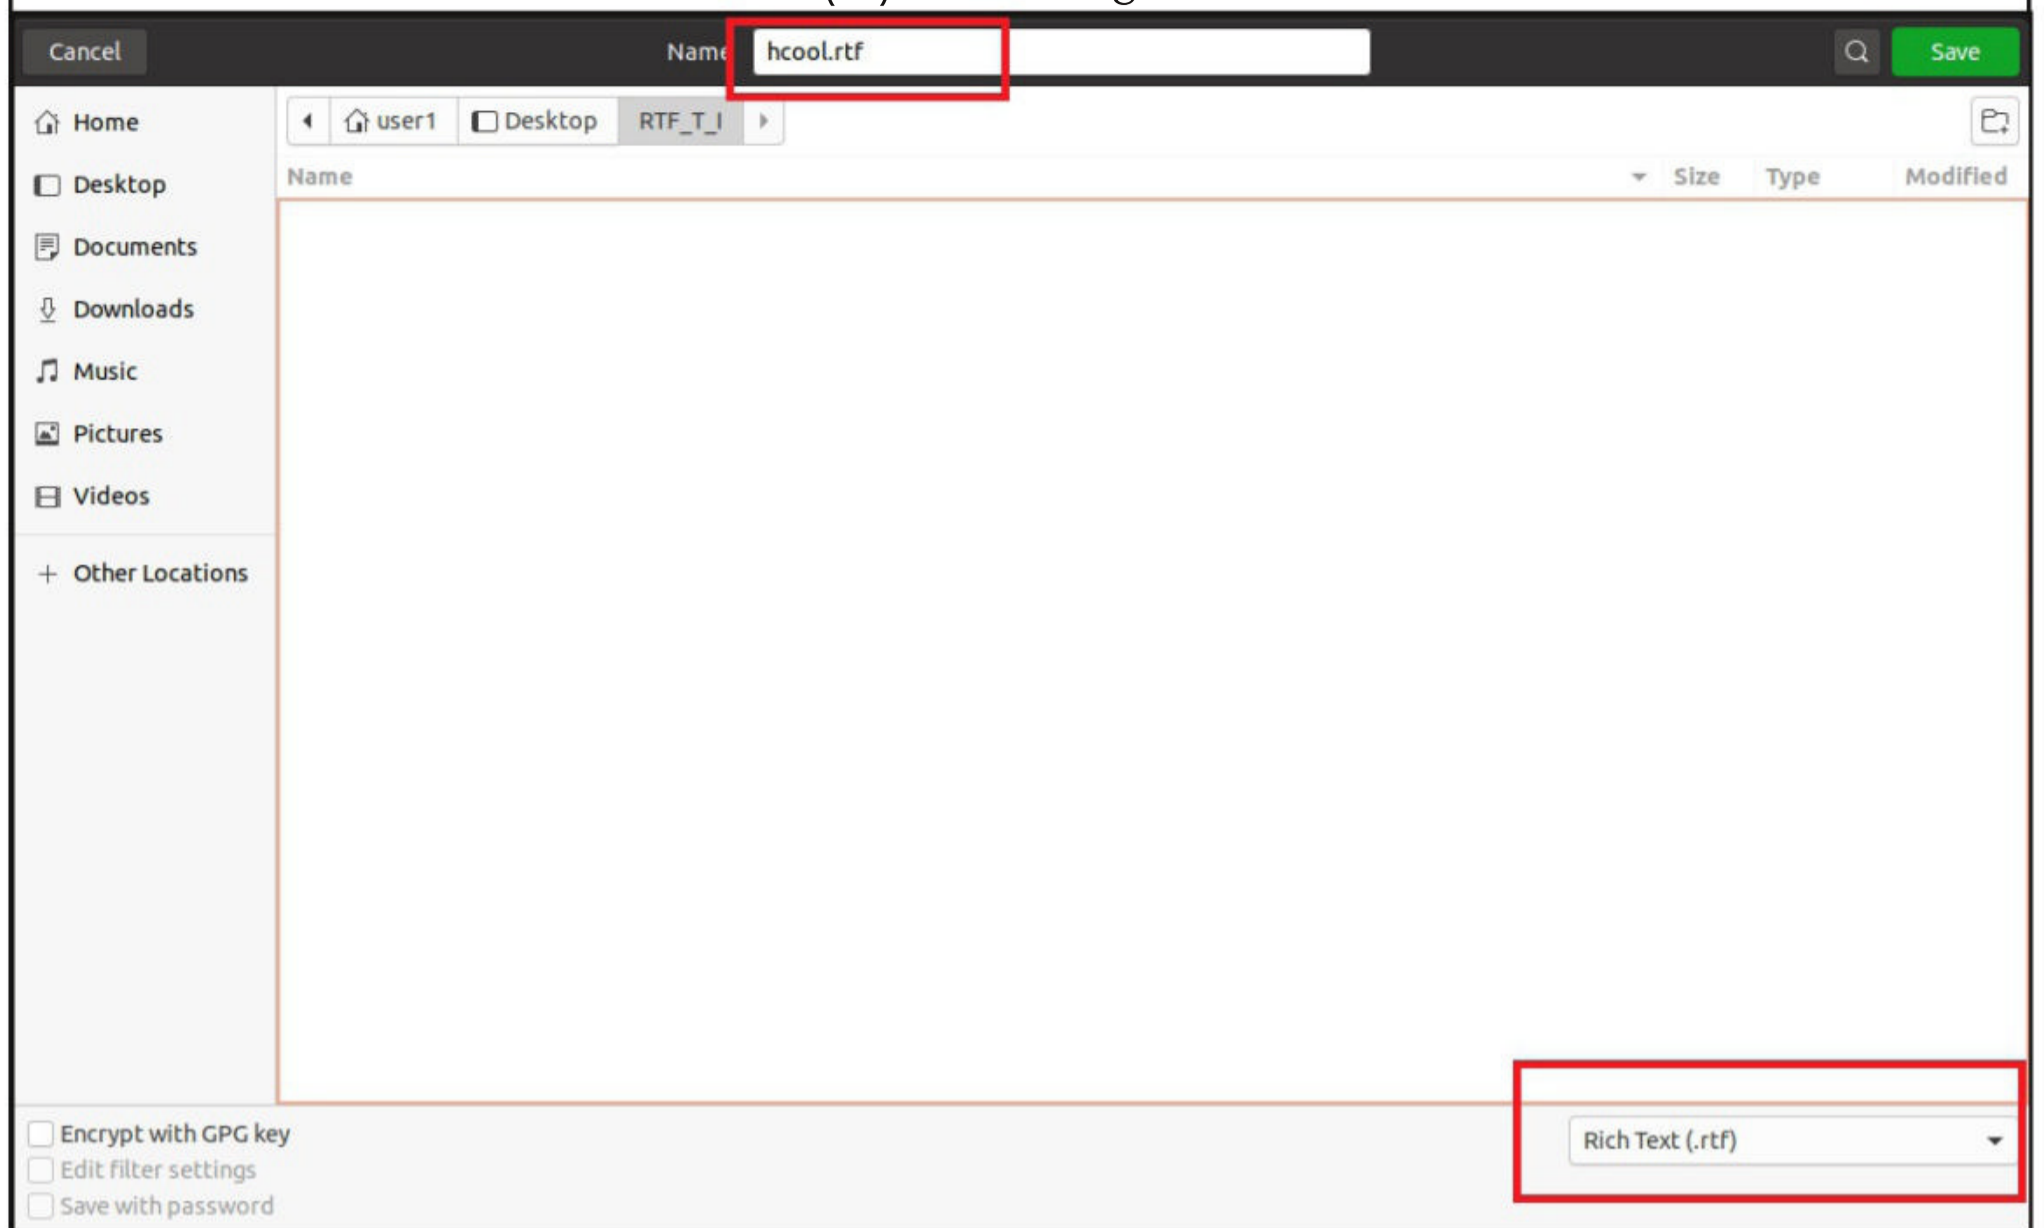 Cancel
Name
hcool.rtf
Save
Home
user1
Desktop
RTF_T_I
Desktop
Name
Size
Type
Modified
Documents
Downloads
Music
Pictures
Videos
Other Locations
Encrypt with GPG key
Rich Text (.rtf)
Edit filter settings
Save with password